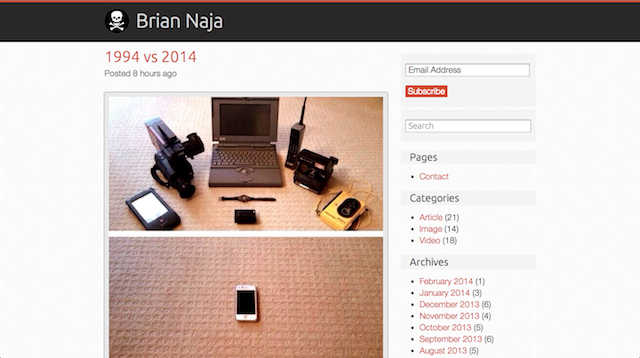 Brian Naja
1994 vs 2014
Posted 8 hours ago
Email Address
Subscribe
Search
Pages
Contact
Categories
Article (21)
Image (14)
Video (18)
Archives
February 2014 (1)
January 2014 (3)
December 2013 (6)
November 2013 (4)
October 2013 (5)
September 2013 (6)
August 2013 (5)